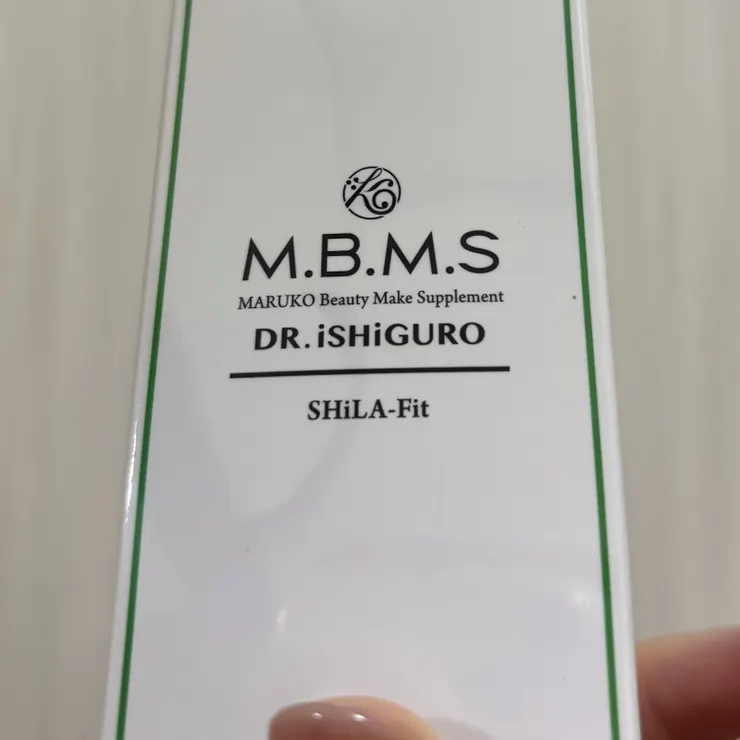 M.B.M.S
MARUKO Beauty Make Supplement
DR.iSHiGURO
SHiLA-Fit